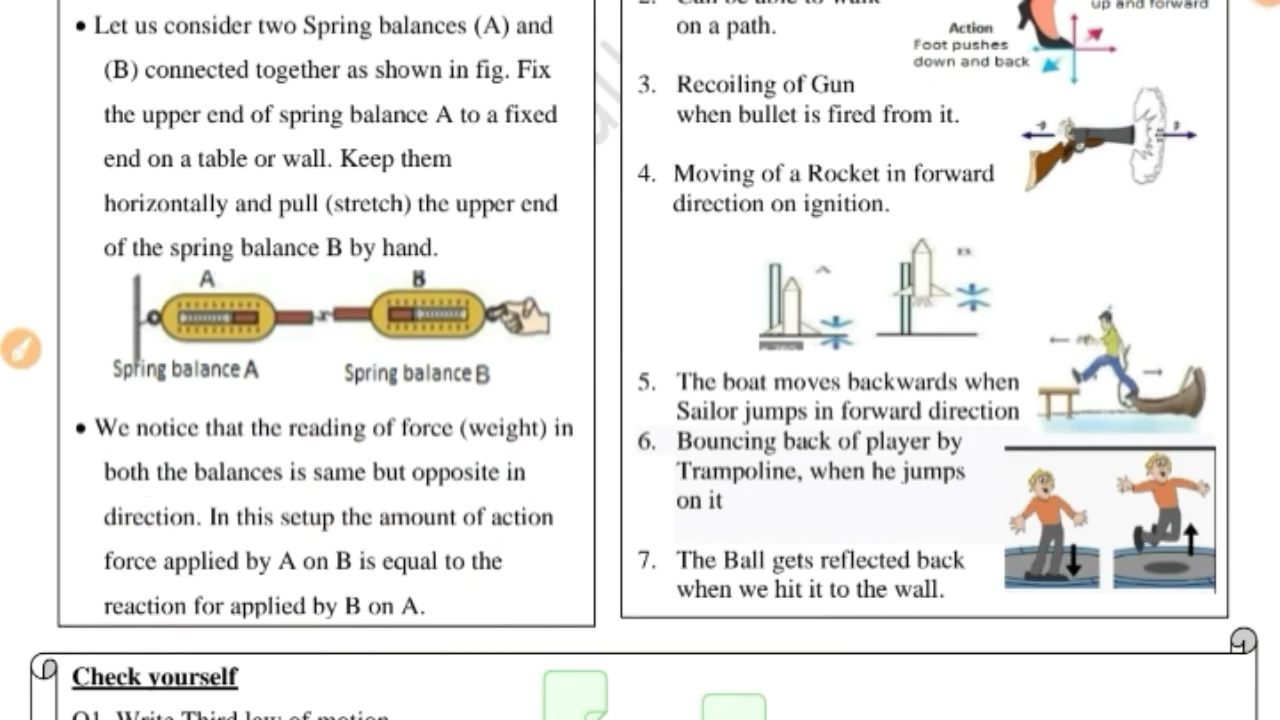 • Let us consider two Spring balances (A) and
(B) connected together as shown in fig. Fix
the upper end of spring balance A to a fixed
end on a table or wall. Keep them
horizontally and pull (stretch) the upper end
of the spring balance B by hand.
A B
Spring balance A Spring balance B
• We notice that the reading of force (weight) in
both the balances is same but opposite in
direction. In this setup the amount of action
force applied by A on B is equal to the
reaction for applied by B on A.
up and forward
on a path.
Action
Foot pushes
down and back
3. Recoiling of Gun
when bullet is fired from it.
4. Moving of a Rocket in forward
direction on ignition.
5. The boat moves backwards when
Sailor jumps in forward direction
6. Bouncing back of player by
Trampoline, when he jumps
on it
7. The Ball gets reflected back
when we hit it to the wall.
Check yourself
Q1. Write Third law of motion